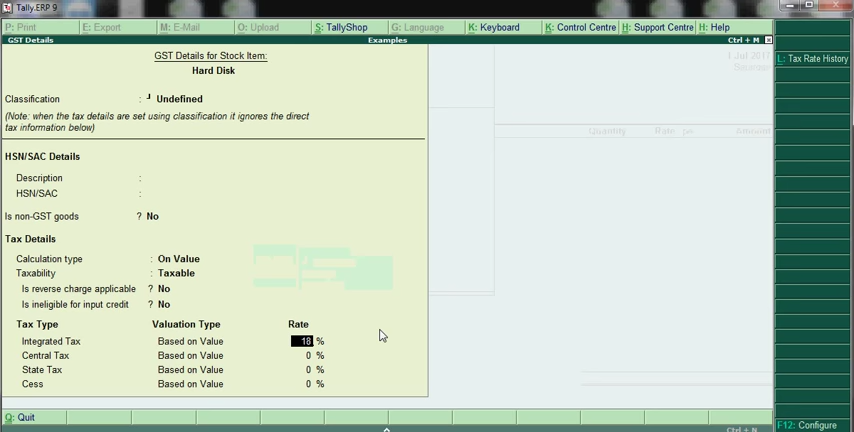 Tally.ERP 9
P: Print E: Export M: E-Mail O: Upload S: TallyShop G: Language K: Keyboard K: Control Centre H: Support Centre H: Help
GST Details Examples Ctrl + M
GST Details for Stock Item:
Hard Disk
L: Tax Rate History
1 Jul 2017
Classification : ┘ Undefined
(Note: when the tax details are set using classification it ignores the direct
tax information below)
Quantity Rate per Amount
HSN/SAC Details
Description :
HSN/SAC :
Is non-GST goods ? No
Tax Details
Calculation type : On Value
Taxability : Taxable
Is reverse charge applicable ? No
Is ineligible for input credit ? No
Tax Type Valuation Type Rate
Integrated Tax Based on Value 18 %
Central Tax Based on Value 0 %
State Tax Based on Value 0 %
Cess Based on Value 0 %
Q: Quit
F12: Configure
Ctrl + N